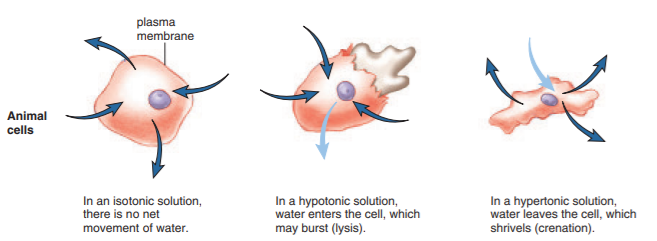 plasma
membrane
Animal
cells
In an isotonic solution,
there is no net
movement of water.
In a hypotonic solution,
water enters the cell, which
may burst (lysis).
In a hypertonic solution,
water leaves the cell, which
shrivels (crenation).